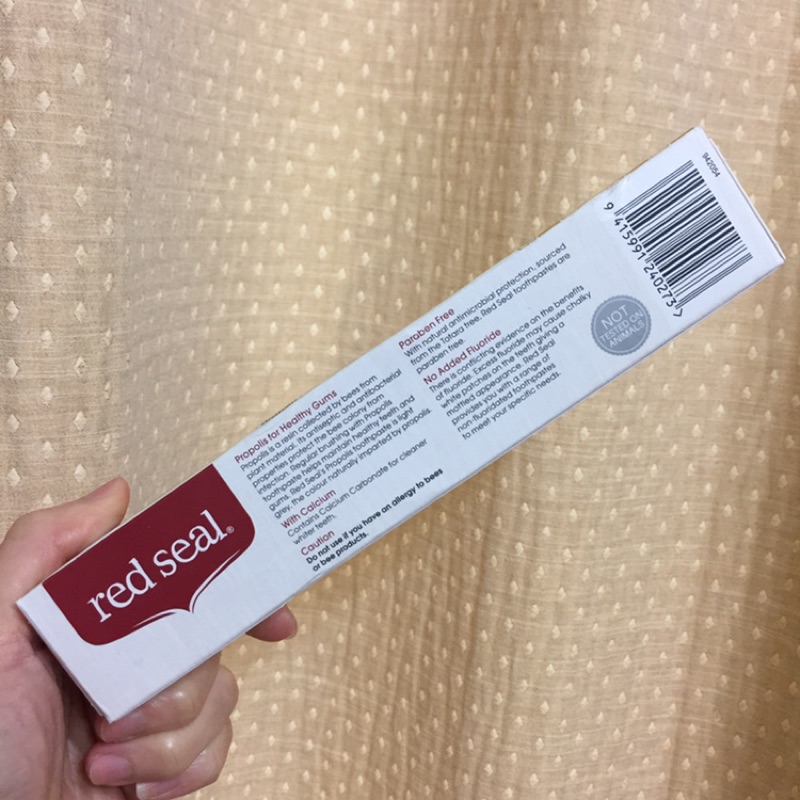 red seal®
Propolis for Healthy Gums
Propolis is a resin collected by bees from
plant material. Its antiseptic and antibacterial
properties protect the bee colony from
infection. Regular brushing with Propolis
toothpaste helps maintain healthy teeth and
gums. Red Seal's Propolis toothpaste is light
grey, the colour naturally imparted by propolis.
With Calcium
Contains Calcium Carbonate for cleaner
whiter teeth.
Caution
Do not use if you have an allergy to bees
or bee products.
Paraben Free
With natural antimicrobial protection, sourced
from the Totara tree, Red Seal toothpastes are
paraben free.
No Added Fluoride
There is conflicting evidence on the benefits
of fluoride. Excess fluoride may cause chalky
white patches on the teeth giving a
mottled appearance. Red Seal
provides you with a range of
non-fluoridated toothpastes
to meet your specific needs.
NOT
TESTED ON
ANIMALS
942054
9 415991 240273 >